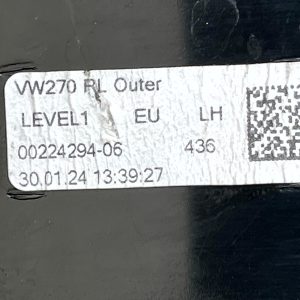 VW270 RL Outer
LEVEL1 EU LH
00224294-06 436
30.01.24 13:39:27